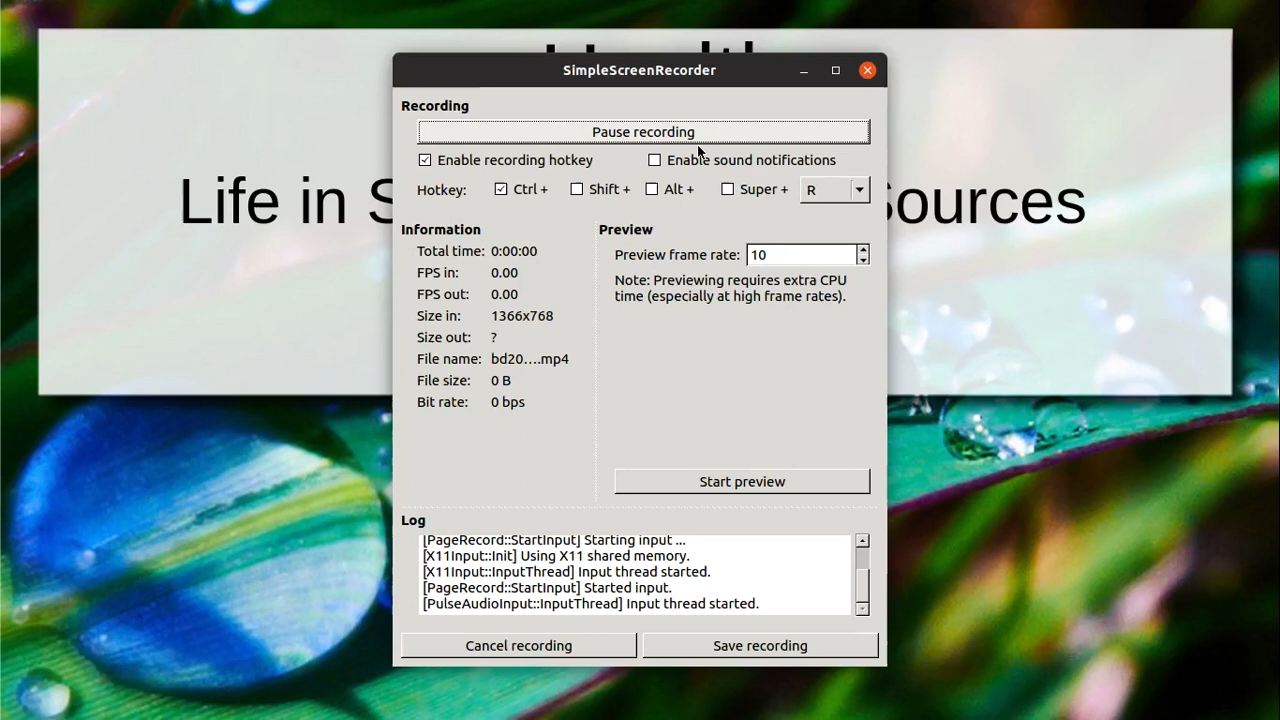 SimpleScreenRecorder
Recording
Pause recording
Enable recording hotkey
Enable sound notifications
Hotkey: Ctrl + Shift + Alt + Super + R
Life in S
ources
Information
Total time: 0:00:00
FPS in: 0.00
FPS out: 0.00
Size in: 1366x768
Size out: ?
File name: bd20....mp4
File size: 0 B
Bit rate: 0 bps
Preview
Preview frame rate: 10
Note: Previewing requires extra CPU
time (especially at high frame rates).
Start preview
Log
[PageRecord::StartInput] Starting input ...
[X11Input::Init] Using X11 shared memory.
[X11Input::InputThread] Input thread started.
[PageRecord::StartInput] Started input.
[PulseAudioInput::InputThread] Input thread started.
Cancel recording
Save recording